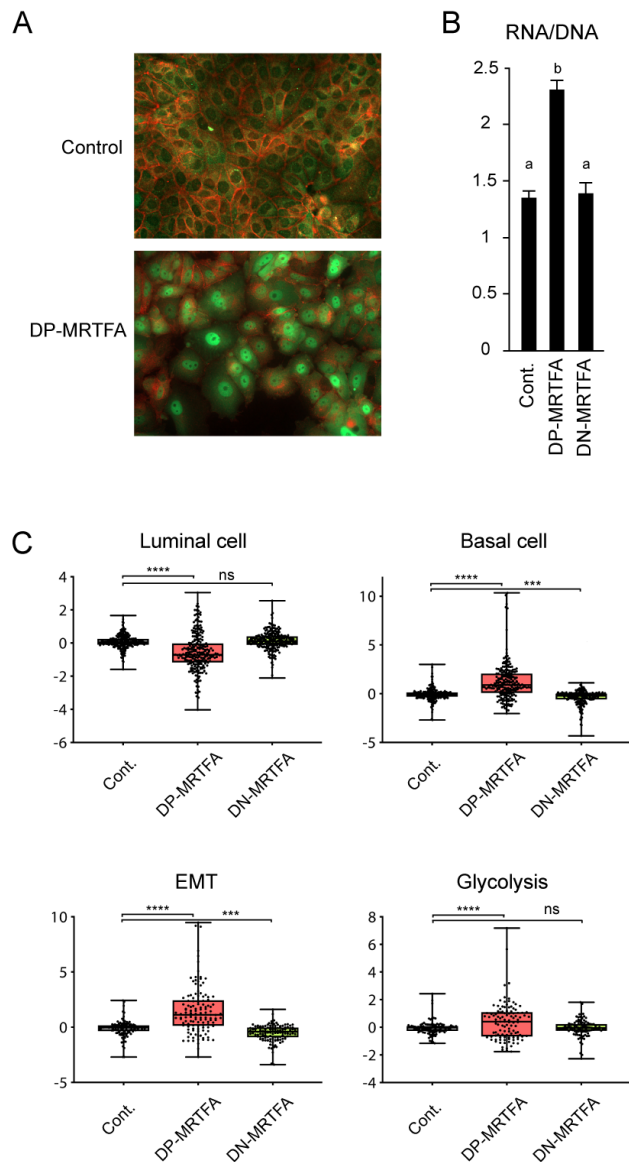 A
Control
DP-MRTFA
B
RNA/DNA
2.5
2
1.5
1
0.5
0
a
b
a
Cont.
DP-MRTFA
DN-MRTFA
C
Luminal cell
**** ns
4
2
0
-2
-4
-6
Cont.
DP-MRTFA
DN-MRTFA
Basal cell
**** ***
10
5
0
-5
Cont.
DP-MRTFA
DN-MRTFA
EMT
**** ***
10
5
0
-5
Cont.
DP-MRTFA
DN-MRTFA
Glycolysis
**** ns
8
6
4
2
0
-2
-4
Cont.
DP-MRTFA
DN-MRTFA